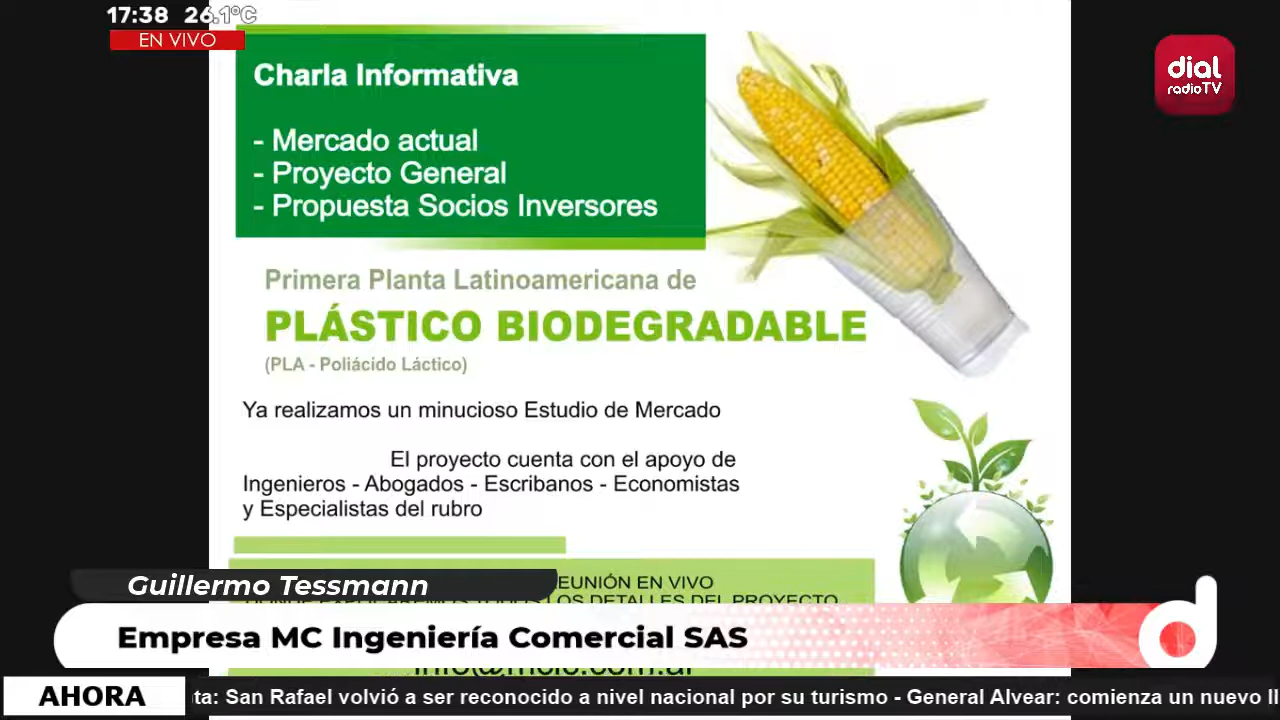 17:38 26.1°C
EN VIVO
dial
radioTV
Charla Informativa
- Mercado actual
- Proyecto General
- Propuesta Socios Inversores
Primera Planta Latinoamericana de
PLÁSTICO BIODEGRADABLE
(PLA - Poliácido Láctico)
Ya realizamos un minucioso Estudio de Mercado
El proyecto cuenta con el apoyo de
Ingenieros - Abogados - Escribanos - Economistas
y Especialistas del rubro
EN VIVO
LOS DETALLES DEL PROYECTO
Guillermo Tessmann
Empresa MC Ingeniería Comercial SAS
AHORA
San Rafael volvió a ser reconocido a nivel nacional por su turismo - General Alvear: comienza un nuevo